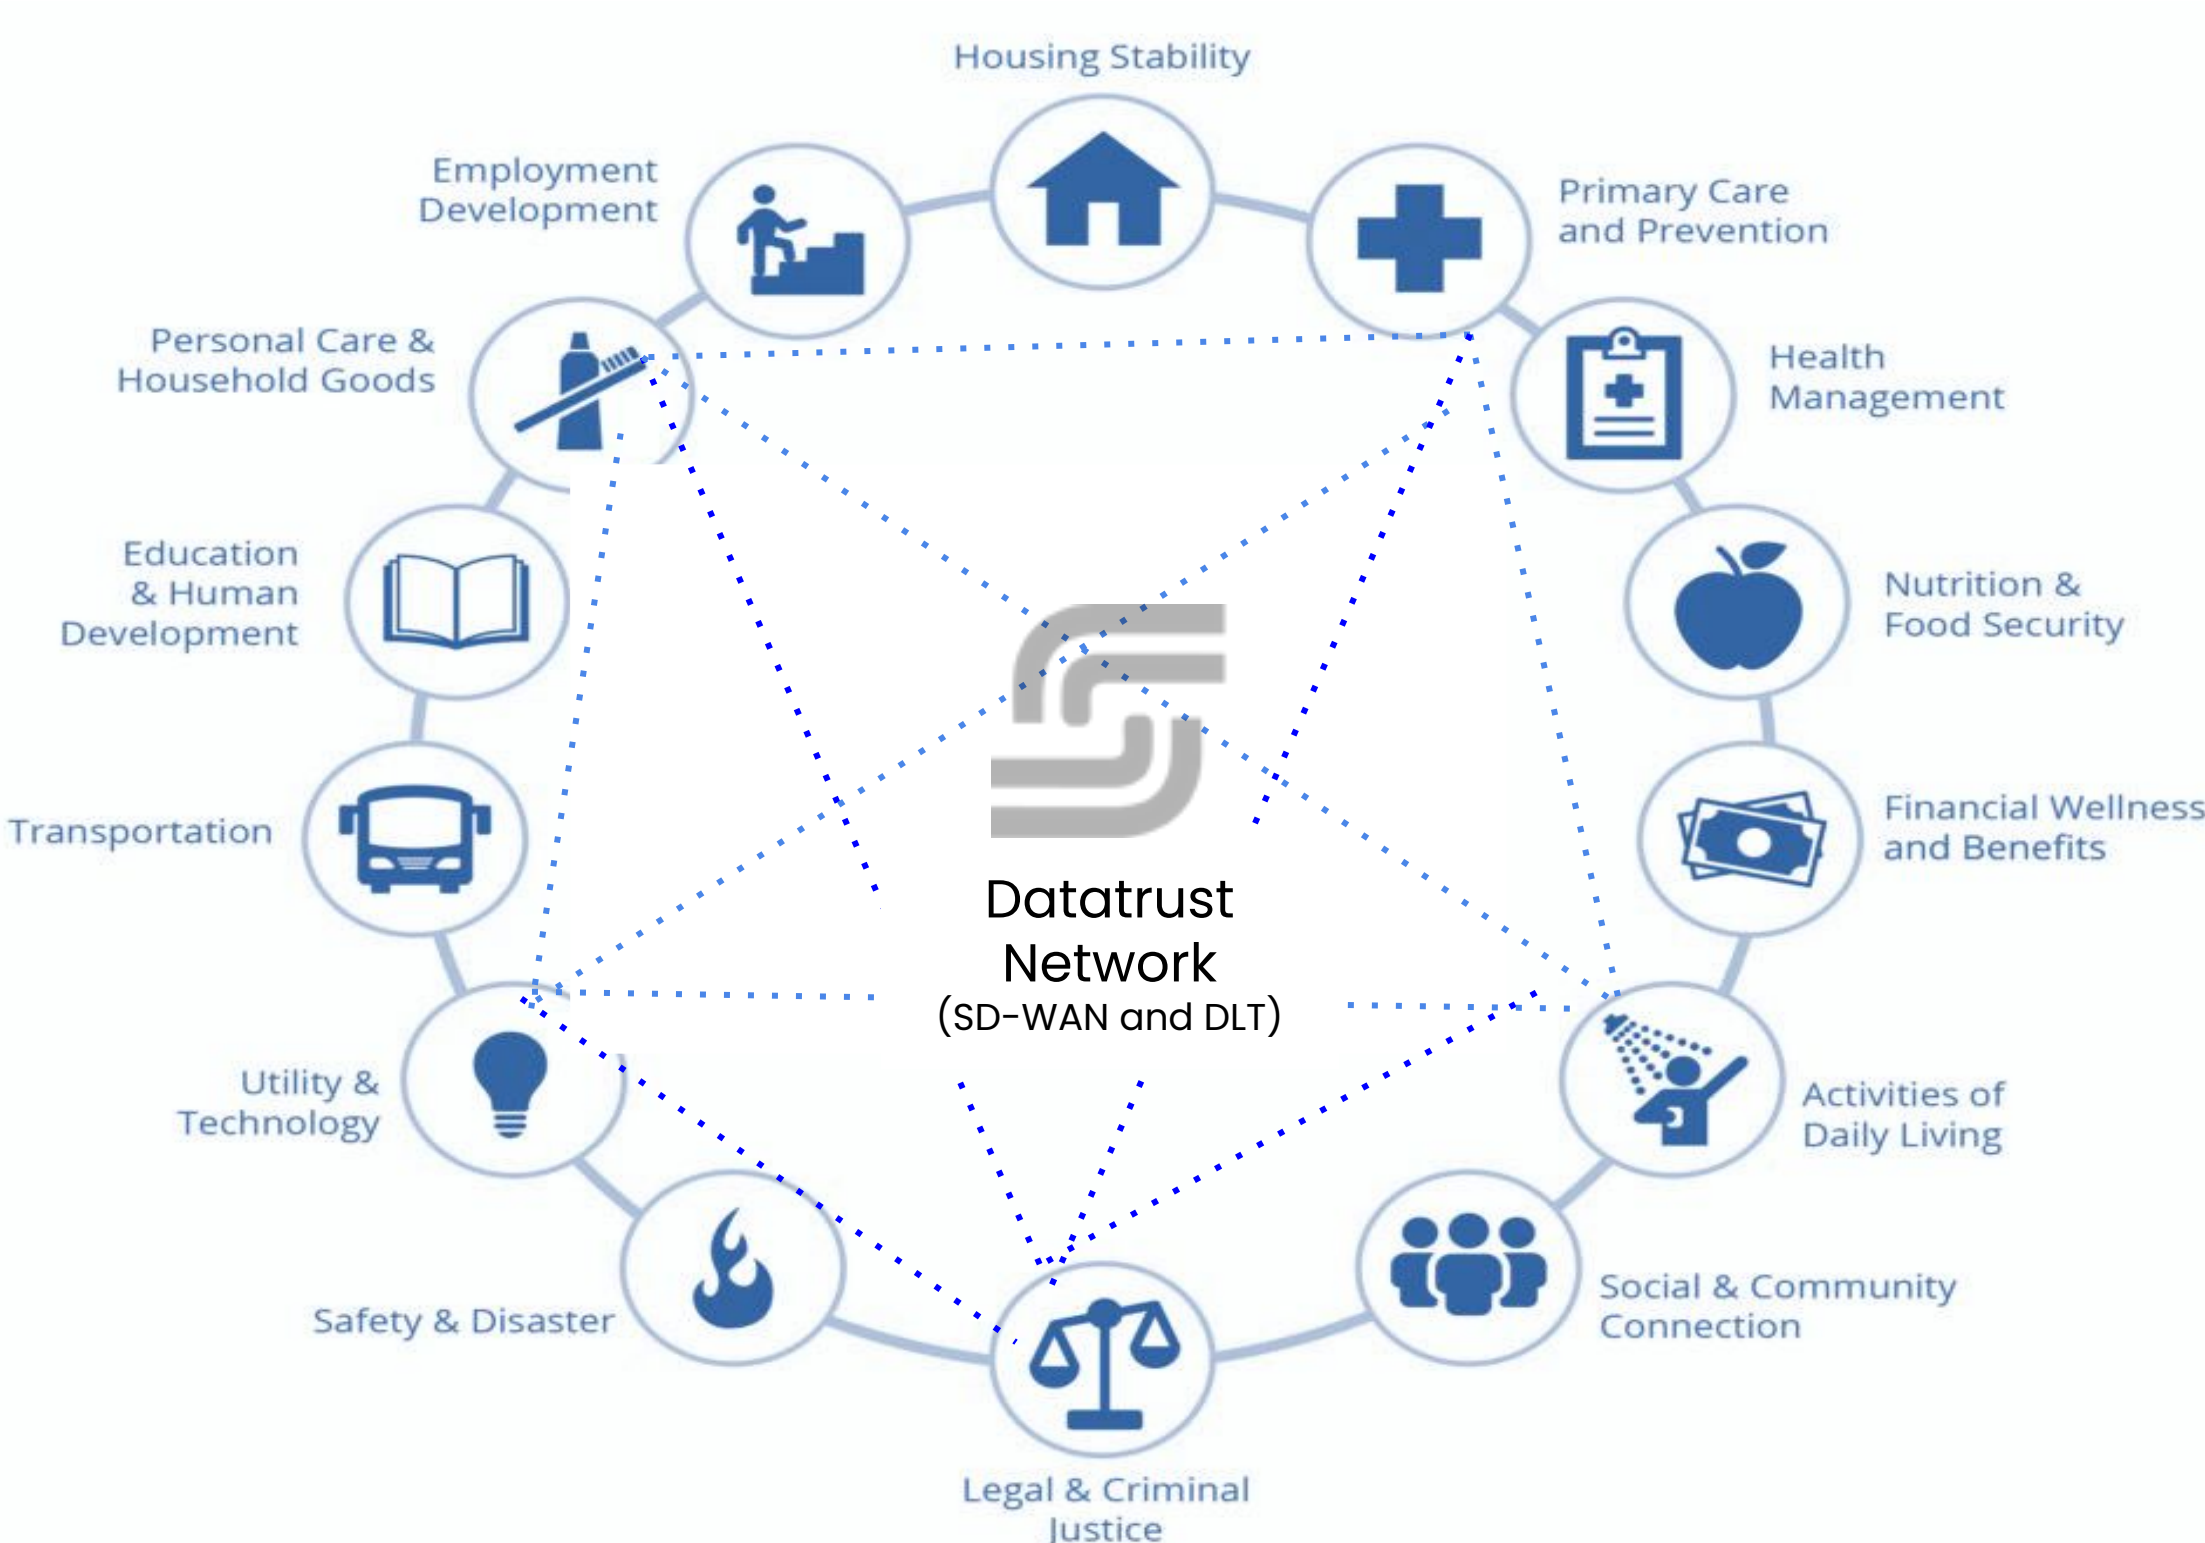 Housing Stability
Employment
Development
Primary Care
and Prevention
Personal Care &
Household Goods
Health
Management
Education
& Human
Development
Nutrition &
Food Security
Transportation
Financial Wellness
and Benefits
Datatrust
Network
(SD-WAN and DLT)
Utility &
Technology
Activities of
Daily Living
Safety & Disaster
Social & Community
Connection
Legal & Criminal
Justice